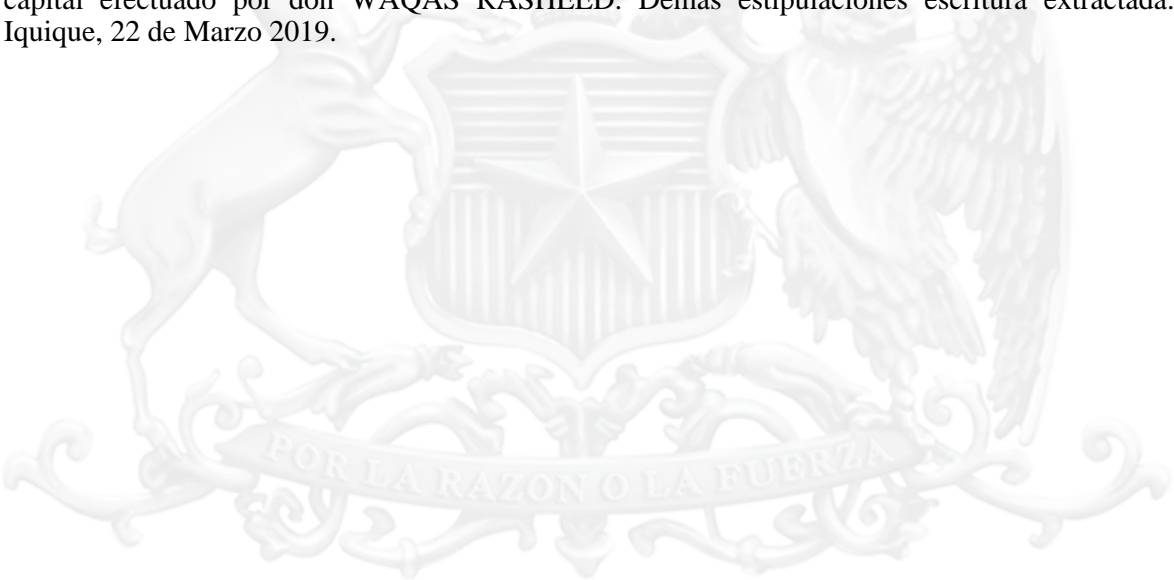 capital efectuado por don WAQAS RASHEED. Demás estipulaciones escritura extractada.
Iquique, 22 de Marzo 2019.
POR LA RAZON O LA FUERZA